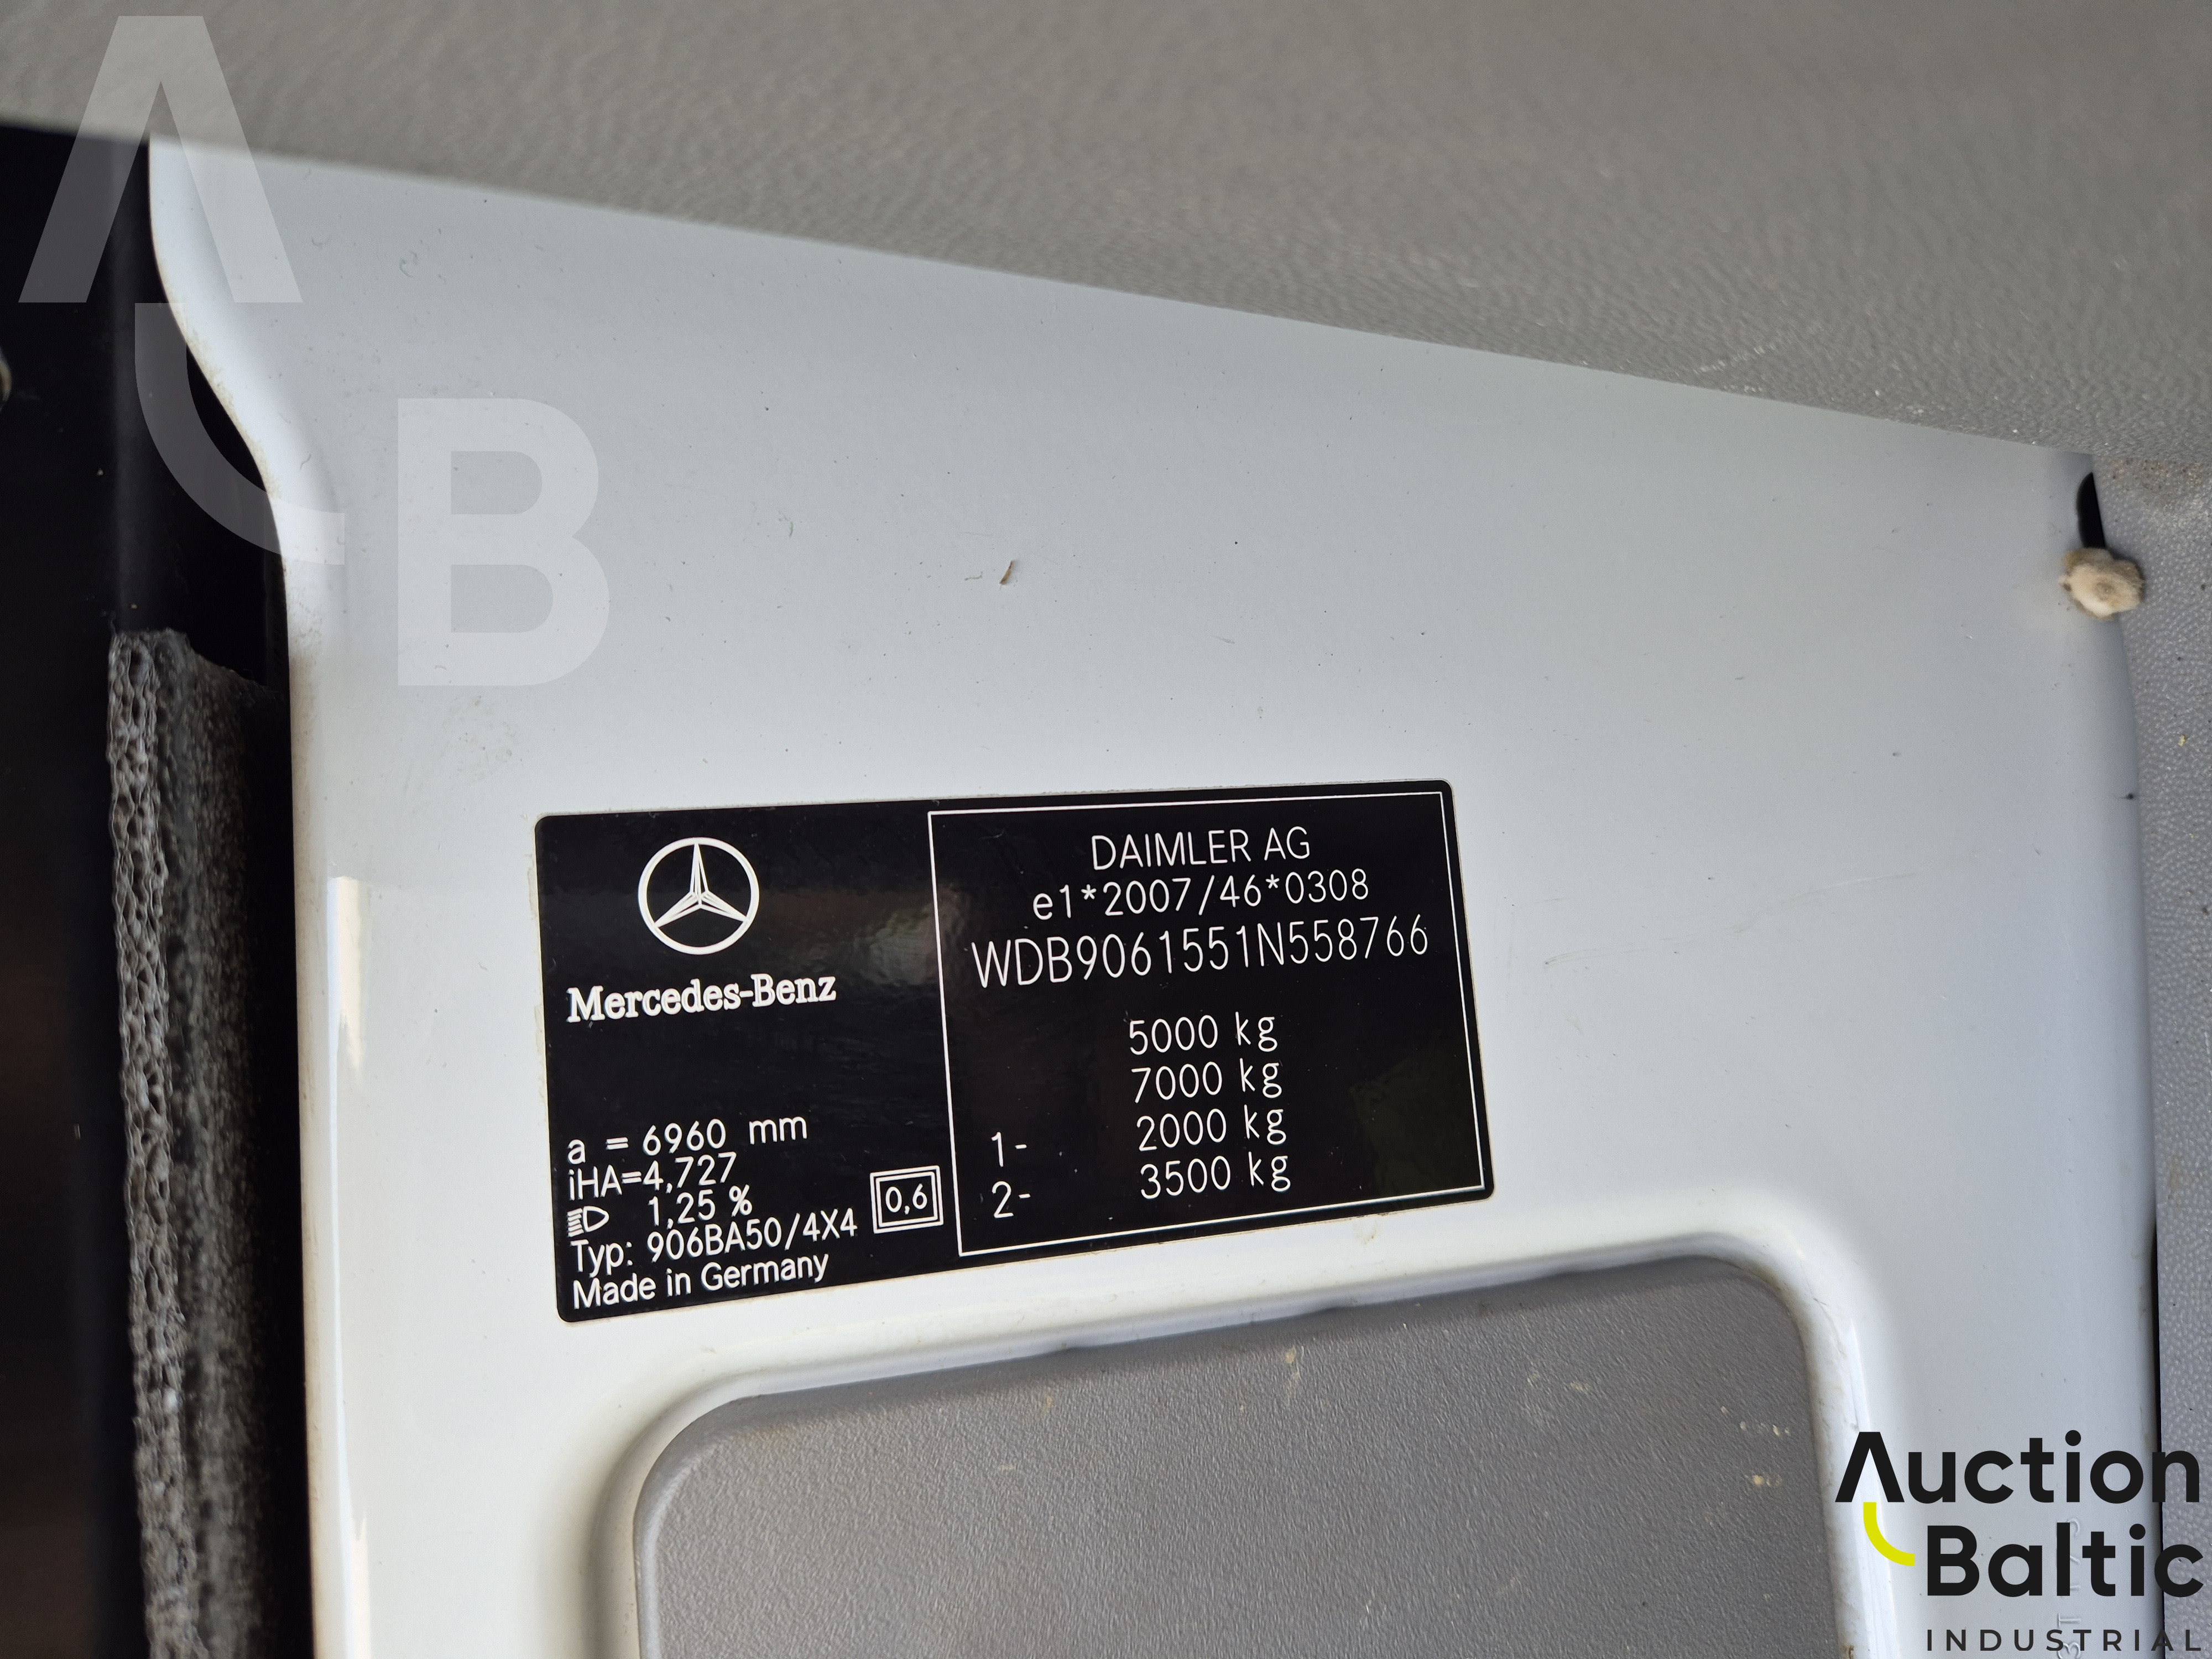 A
B
Mercedes-Benz
a = 6960 mm
iHA=4,727
1,25 %
Typ: 906BA50/4X4
Made in Germany
0,6
DAIMLER AG
e1*2007/46*0308
WDB9061551N558766
5000 kg
7000 kg
1- 2000 kg
2- 3500 kg
Auction
Baltic
INDUSTRIAL